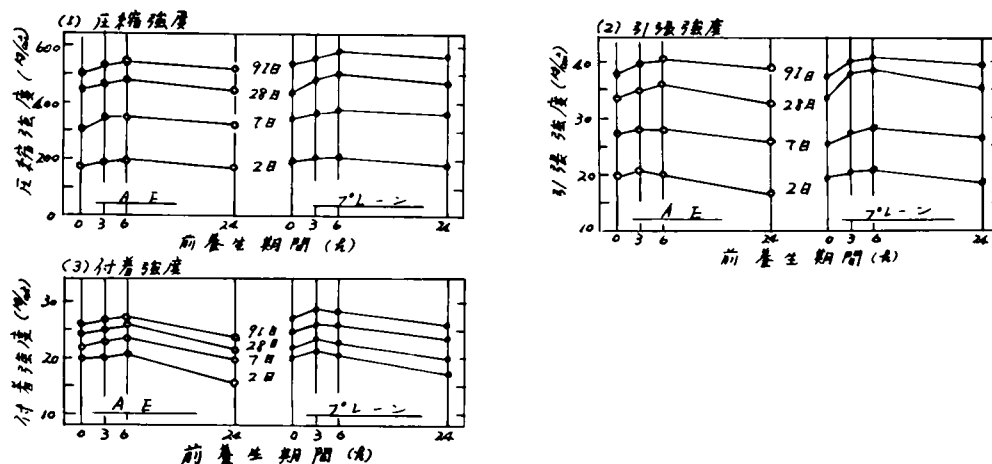 (1) 圧縮強度
圧縮強度 (kg/cm²)
600
400
200
0
91日
28日
7日
2日
AE
プレーン
0 3 6 24 0 3 6 24
前養生期間(h)
(2) 引張強度
引張強度 (kg/cm²)
40
30
20
10
91日
28日
7日
2日
AE
プレーン
0 3 6 24 0 3 6 24
前養生期間(h)
(3) 付着強度
付着強度 (kg/cm²)
30
20
10
91日
28日
7日
2日
AE
プレーン
0 3 6 24 0 3 6 24
前養生期間(h)